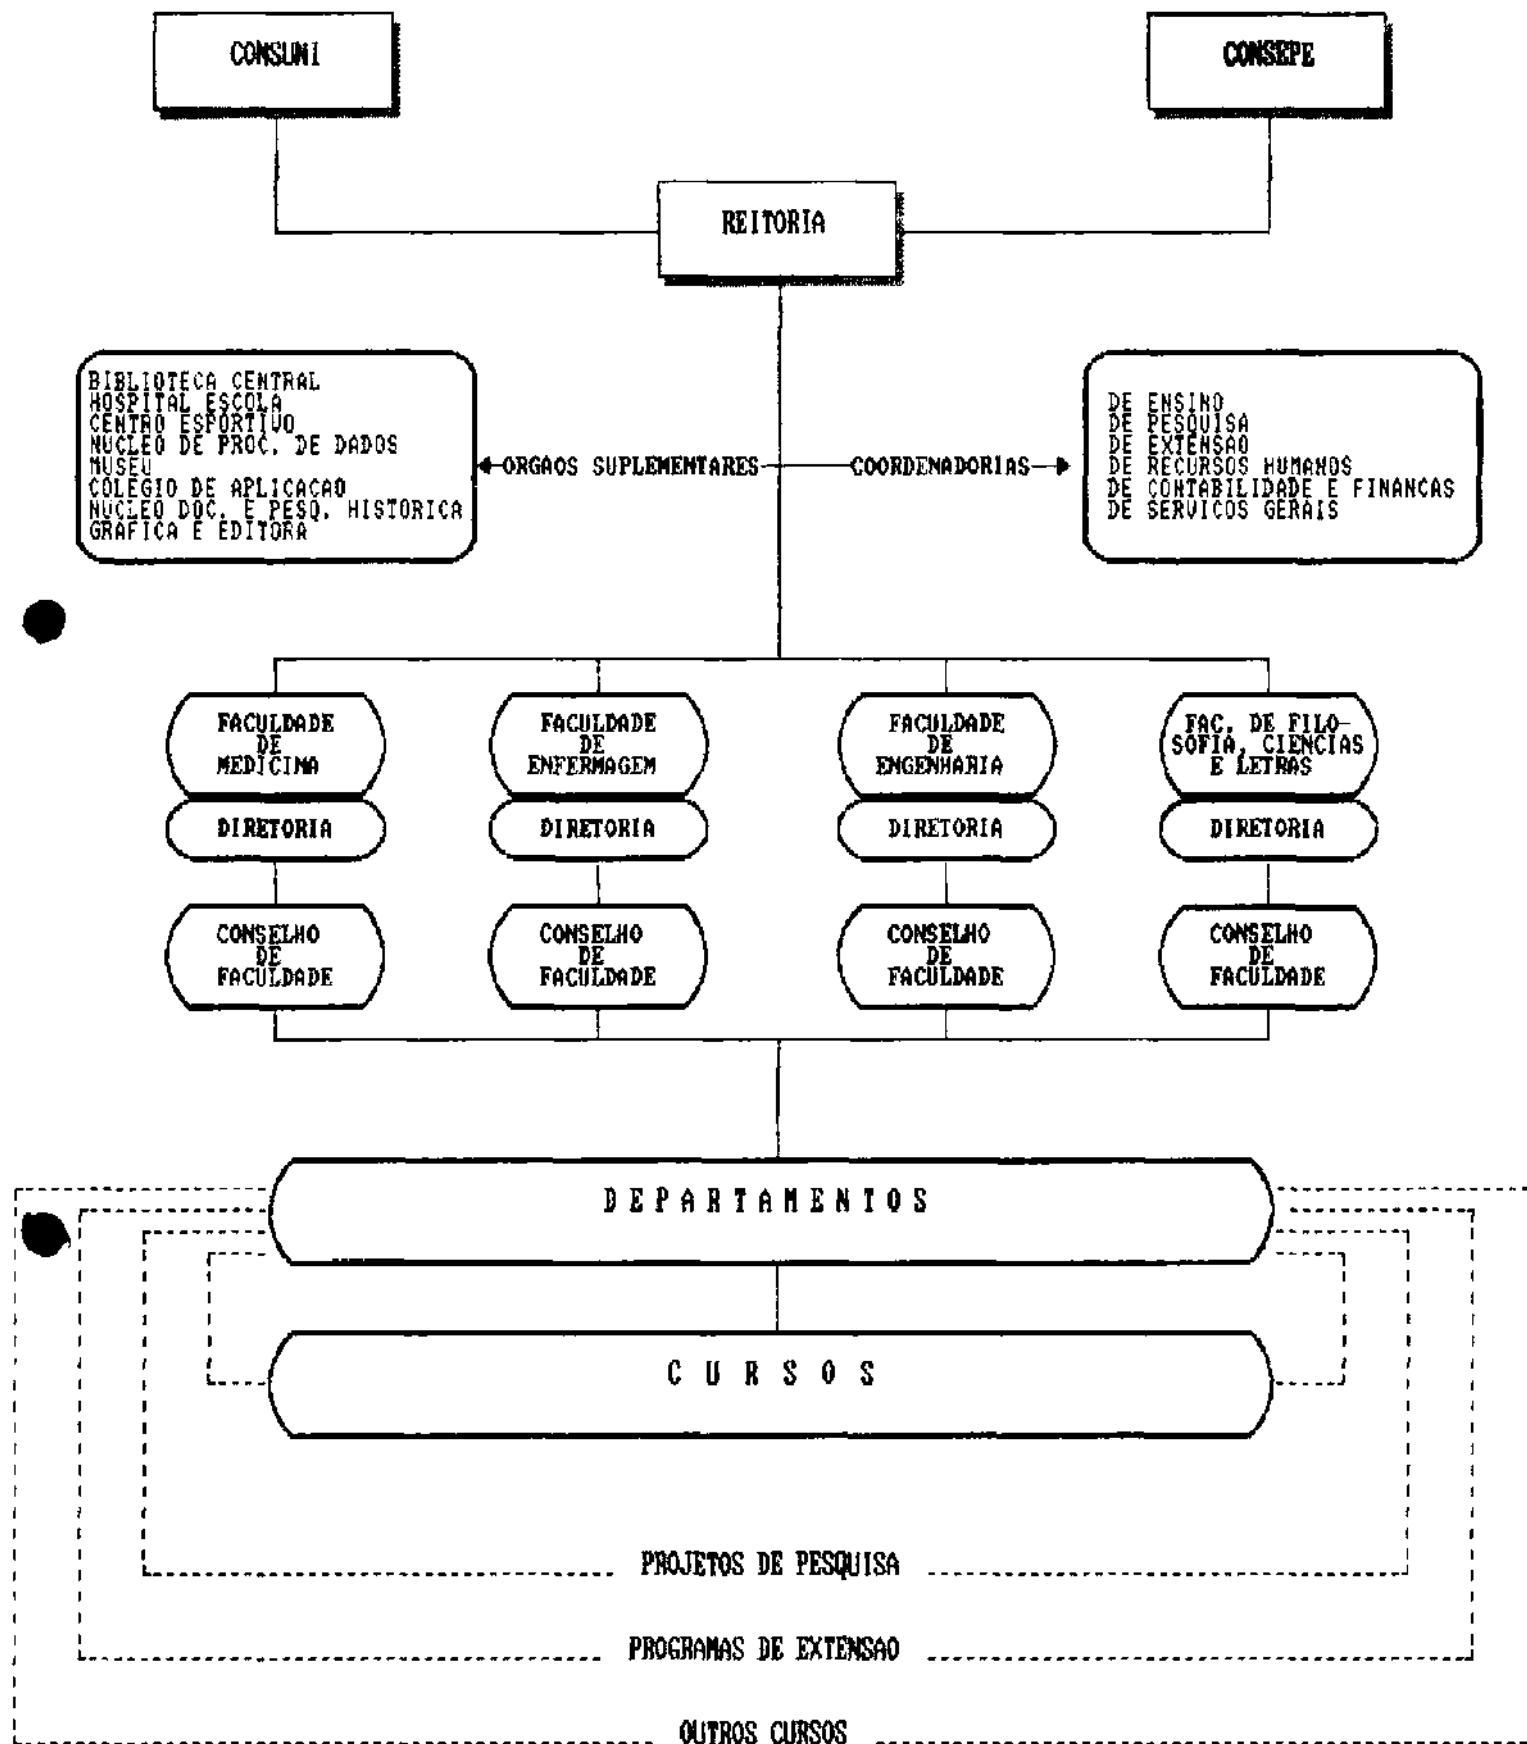 CONSUNI
CONSEPE
REITORIA
BIBLIOTECA CENTRAL
HOSPITAL ESCOLA
CENTRO ESPORTIVO
NUCLEO DE PROC. DE DADOS
MUSEU
COLEGIO DE APLICACAO
NUCLEO DOC. E PESQ. HISTORICA
GRAFICA E EDITORA
ORGAOS SUPLEMENTARES
COORDENADORIAS
DE ENSINO
DE PESQUISA
DE EXTENSAO
DE RECURSOS HUMANOS
DE CONTABILIDADE E FINANCAS
DE SERVICOS GERAIS
FACULDADE
DE
MEDICINA
FACULDADE
DE
ENFERMAGEM
FACULDADE
DE
ENGENHARIA
FAC. DE FILO-
SOFIA, CIENCIAS
E LETRAS
DIRETORIA
DIRETORIA
DIRETORIA
DIRETORIA
CONSELHO
DE
FACULDADE
CONSELHO
DE
FACULDADE
CONSELHO
DE
FACULDADE
CONSELHO
DE
FACULDADE
DEPARTAMENTOS
CURSOS
PROJETOS DE PESQUISA
PROGRAMAS DE EXTENSAO
OUTROS CURSOS